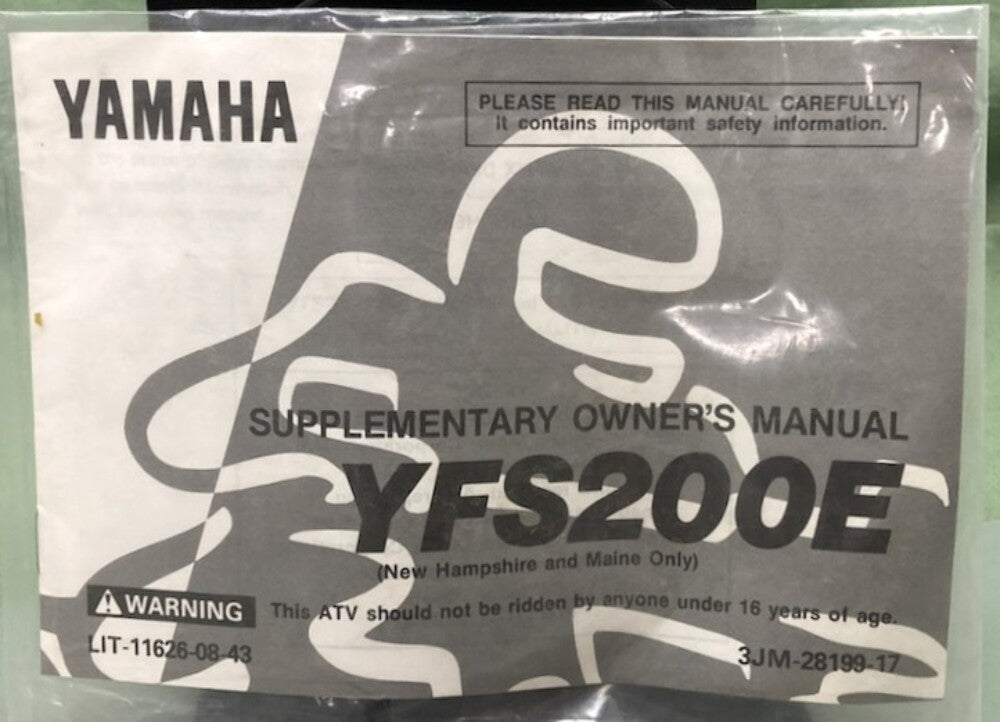 YAMAHA
PLEASE READ THIS MANUAL CAREFULLY!
It contains important safety information.
SUPPLEMENTARY OWNER'S MANUAL
YFS200E
(New Hampshire and Maine Only)
WARNING This ATV should not be ridden by anyone under 16 years of age.
LIT-11626-08-43
3JM-28199-17